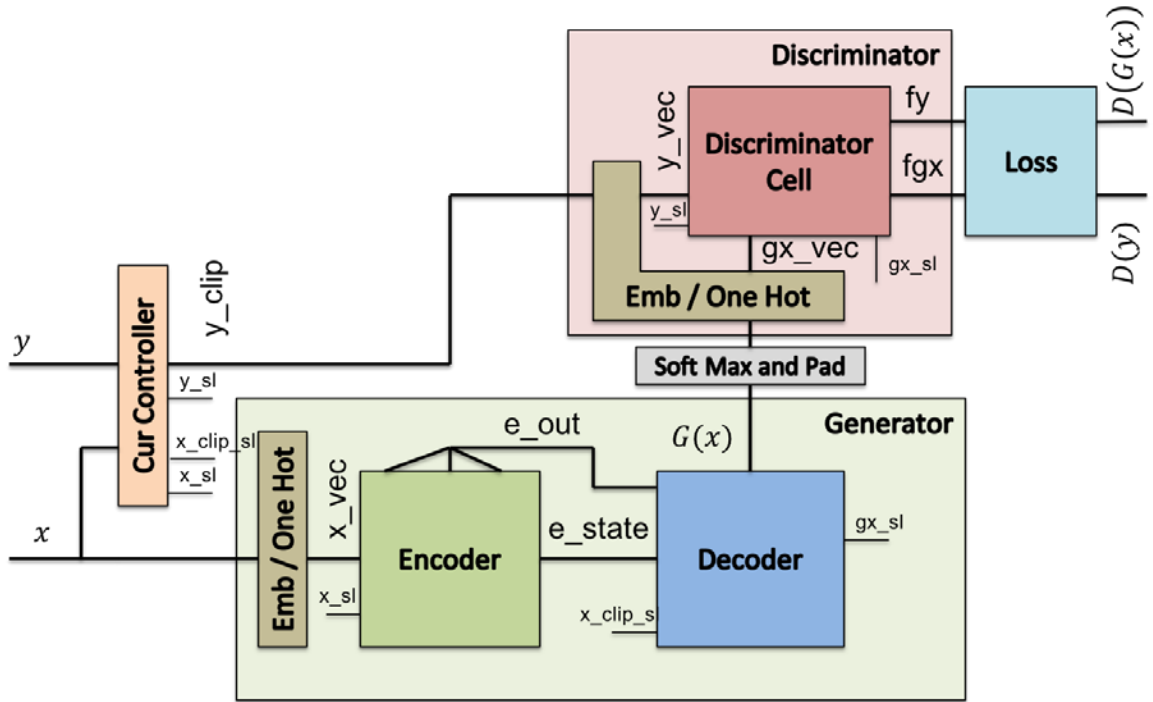 Discriminator
D(G(x))
y_vec
fy
Discriminator
Cell
Loss
fgx
y_sl
gx_vec
gx_sl
D(y)
Emb / One Hot
y_clip
y
Cur Controller
y_sl
x_clip_sl
x_sl
x
Soft Max and Pad
Generator
G(x)
e_out
Emb / One Hot
x_vec
Encoder
e_state
Decoder
gx_sl
x_sl
x_clip_sl